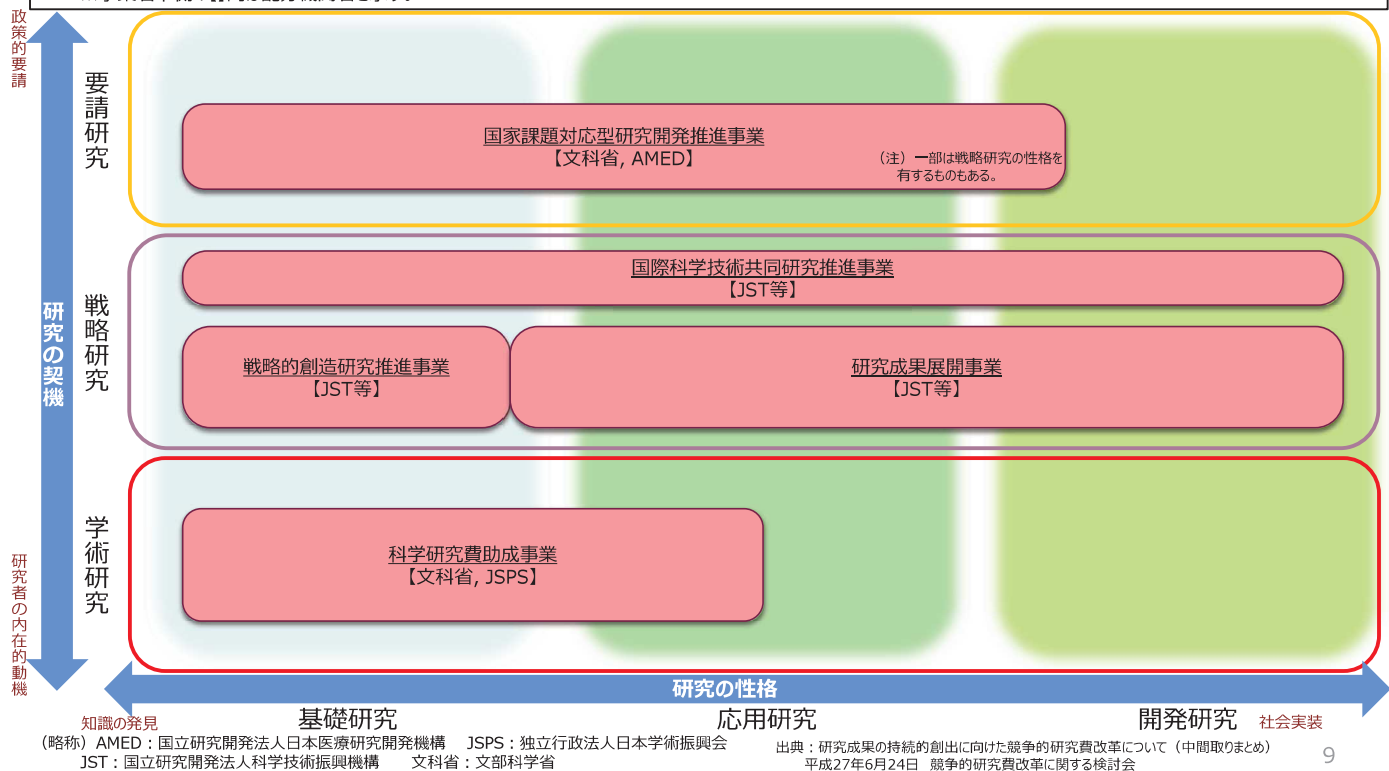 政策的要請
要請研究
国家課題対応型研究開発推進事業
【文科省, AMED】
（注）一部は戦略研究の性格を
有するものもある。
研究の契機
戦略研究
国際科学技術共同研究推進事業
【JST等】
戦略的創造研究推進事業
【JST等】
研究成果展開事業
【JST等】
学術研究
研究者の内在的動機
科学研究費助成事業
【文科省, JSPS】
研究の性格
知識の発見
基礎研究
応用研究
開発研究
社会実装
（略称）AMED：国立研究開発法人日本医療研究開発機構　JSPS：独立行政法人日本学術振興会
JST：国立研究開発法人科学技術振興機構　文科省：文部科学省
出典：研究成果の持続的創出に向けた競争的研究費改革について（中間取りまとめ）
平成27年6月24日　競争的研究費改革に関する検討会
9